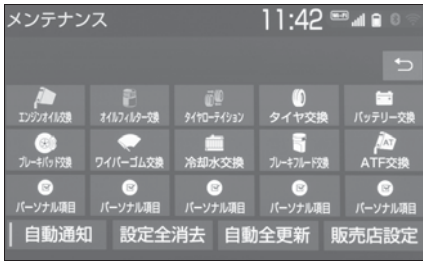 メンテナンス 11:42 Wi-Fi
エンジンオイル交換 オイルフィルター交換 タイヤローテイション タイヤ交換 バッテリー交換
ブレーキパッド交換 ワイパーゴム交換 冷却水交換 ブレーキフルード交換 ATF交換
パーソナル項目 パーソナル項目 パーソナル項目 パーソナル項目 パーソナル項目
自動通知 設定全消去 自動全更新 販売店設定